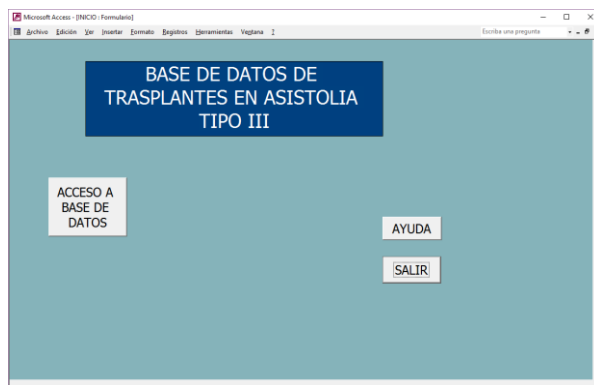 Microsoft Access - [INICIO : Formulario]
Archivo Edición Ver Insertar Formato Registros Herramientas Ventana ? Escriba una pregunta
BASE DE DATOS DE
TRASPLANTES EN ASISTOLIA
TIPO III
ACCESO A
BASE DE
DATOS
AYUDA
SALIR